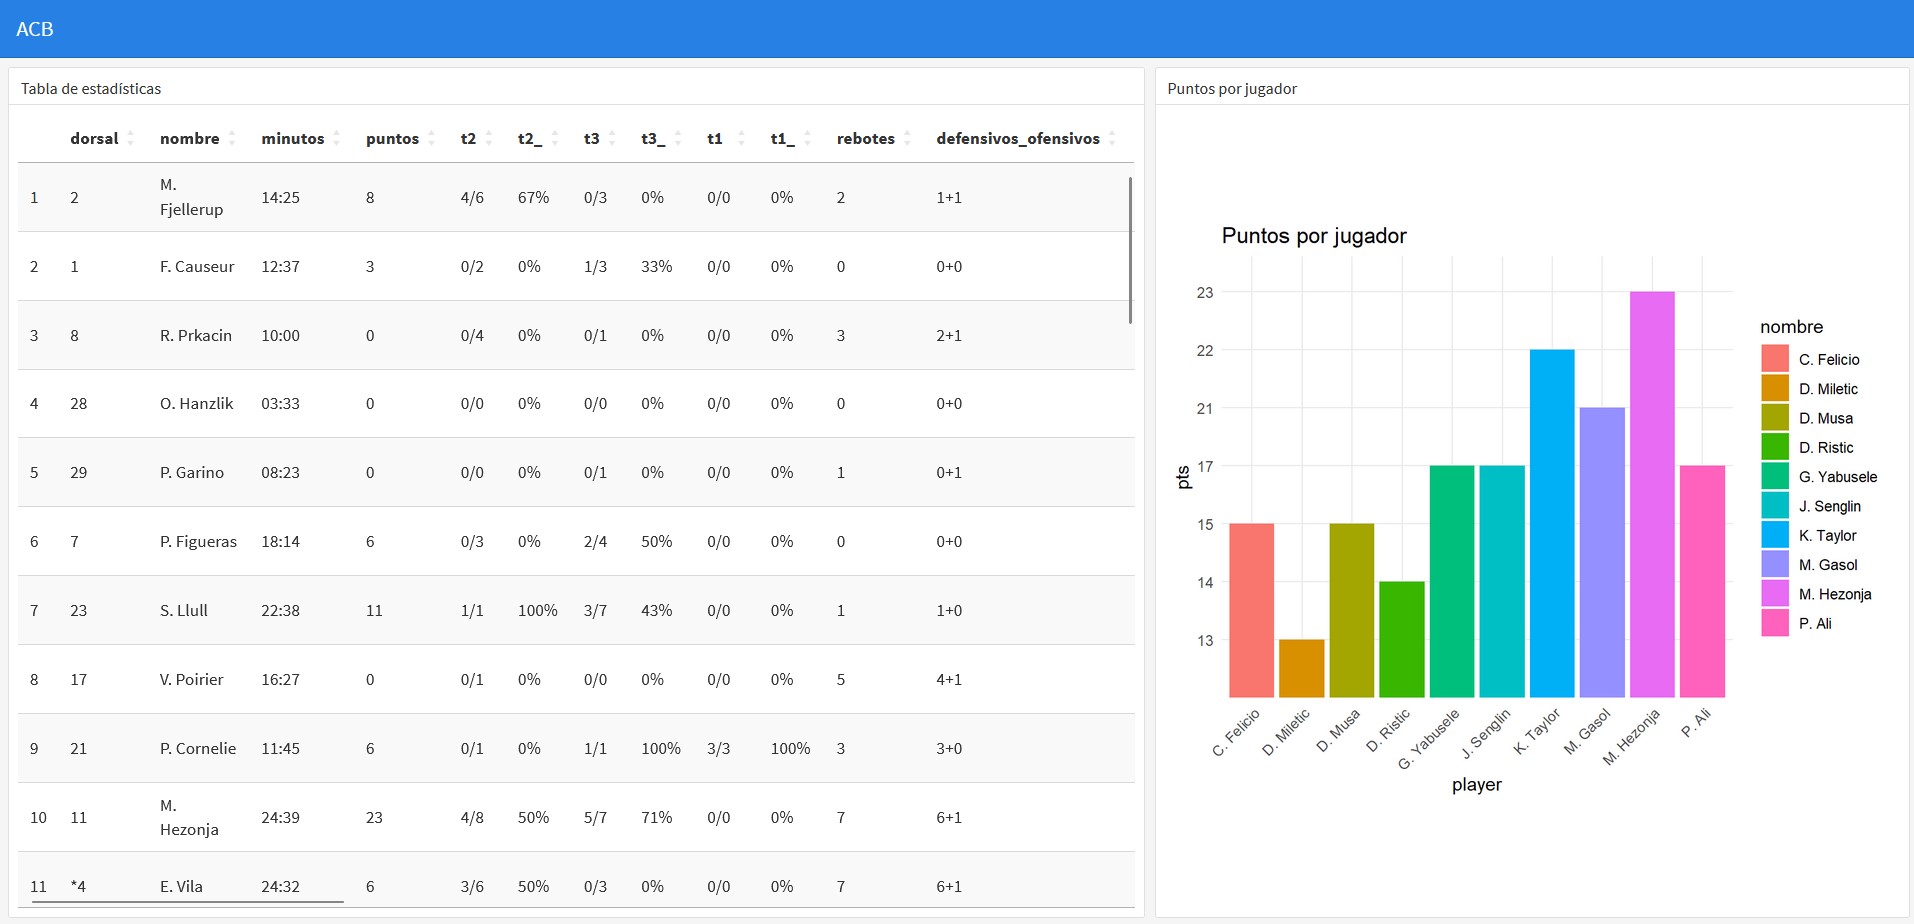 ACB
Tabla de estadísticas
dorsal nombre minutos puntos t2 t2_ t3 t3_ t1 t1_ rebotes defensivos_ofensivos
1 2 M. Fjellerup 14:25 8 4/6 67% 0/3 0% 0/0 0% 2 1+1
2 1 F. Causeur 12:37 3 0/2 0% 1/3 33% 0/0 0% 0 0+0
3 8 R. Prkacin 10:00 0 0/4 0% 0/1 0% 0/0 0% 3 2+1
4 28 O. Hanzlik 03:33 0 0/0 0% 0/0 0% 0/0 0% 0 0+0
5 29 P. Garino 08:23 0 0/0 0% 0/1 0% 0/0 0% 1 0+1
6 7 P. Figueras 18:14 6 0/3 0% 2/4 50% 0/0 0% 0 0+0
7 23 S. Llull 22:38 11 1/1 100% 3/7 43% 0/0 0% 1 1+0
8 17 V. Poirier 16:27 0 0/1 0% 0/0 0% 0/0 0% 5 4+1
9 21 P. Cornelie 11:45 6 0/1 0% 1/1 100% 3/3 100% 3 3+0
10 11 M. Hezonja 24:39 23 4/8 50% 5/7 71% 0/0 0% 7 6+1
11 *4 E. Vila 24:32 6 3/6 50% 0/3 0% 0/0 0% 7 6+1
Puntos por jugador
Puntos por jugador
pts
23
22
21
17
15
14
13
C. Felicio
D. Miletic
D. Musa
D. Ristic
G. Yabusele
J. Senglin
K. Taylor
M. Gasol
M. Hezonja
P. Ali
player
nombre
C. Felicio
D. Miletic
D. Musa
D. Ristic
G. Yabusele
J. Senglin
K. Taylor
M. Gasol
M. Hezonja
P. Ali